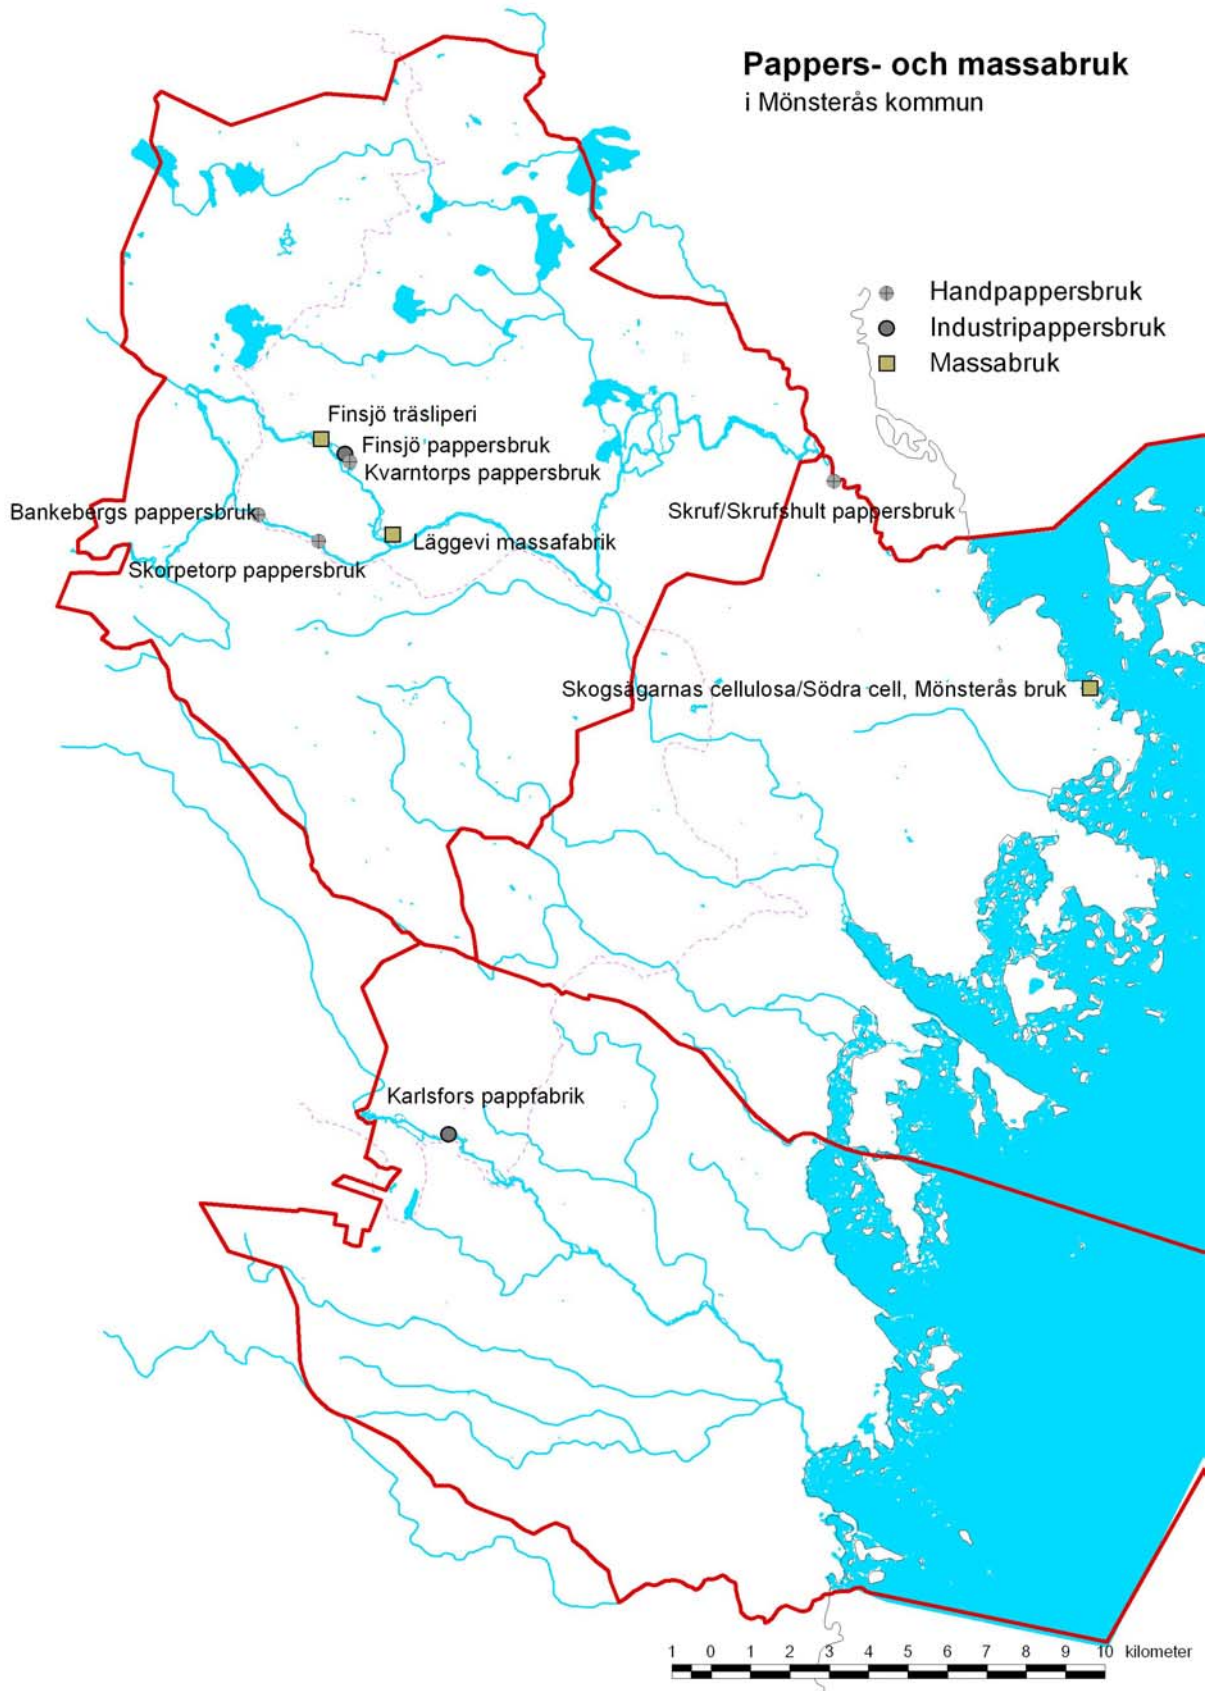 Pappers- och massabruk
i Mönsterås kommun
Handpappersbruk
Industripappersbruk
Massabruk
Finsjö träsliperi
Finsjö pappersbruk
Kvarntorps pappersbruk
Bankebergs pappersbruk
Skruf/Skrufshult pappersbruk
Läggevi massafabrik
Skorpetorp pappersbruk
Skogsägarnas cellulosa/Södra cell, Mönsterås bruk
Karlsfors pappfabrik
1 0 1 2 3 4 5 6 7 8 9 10 kilometer